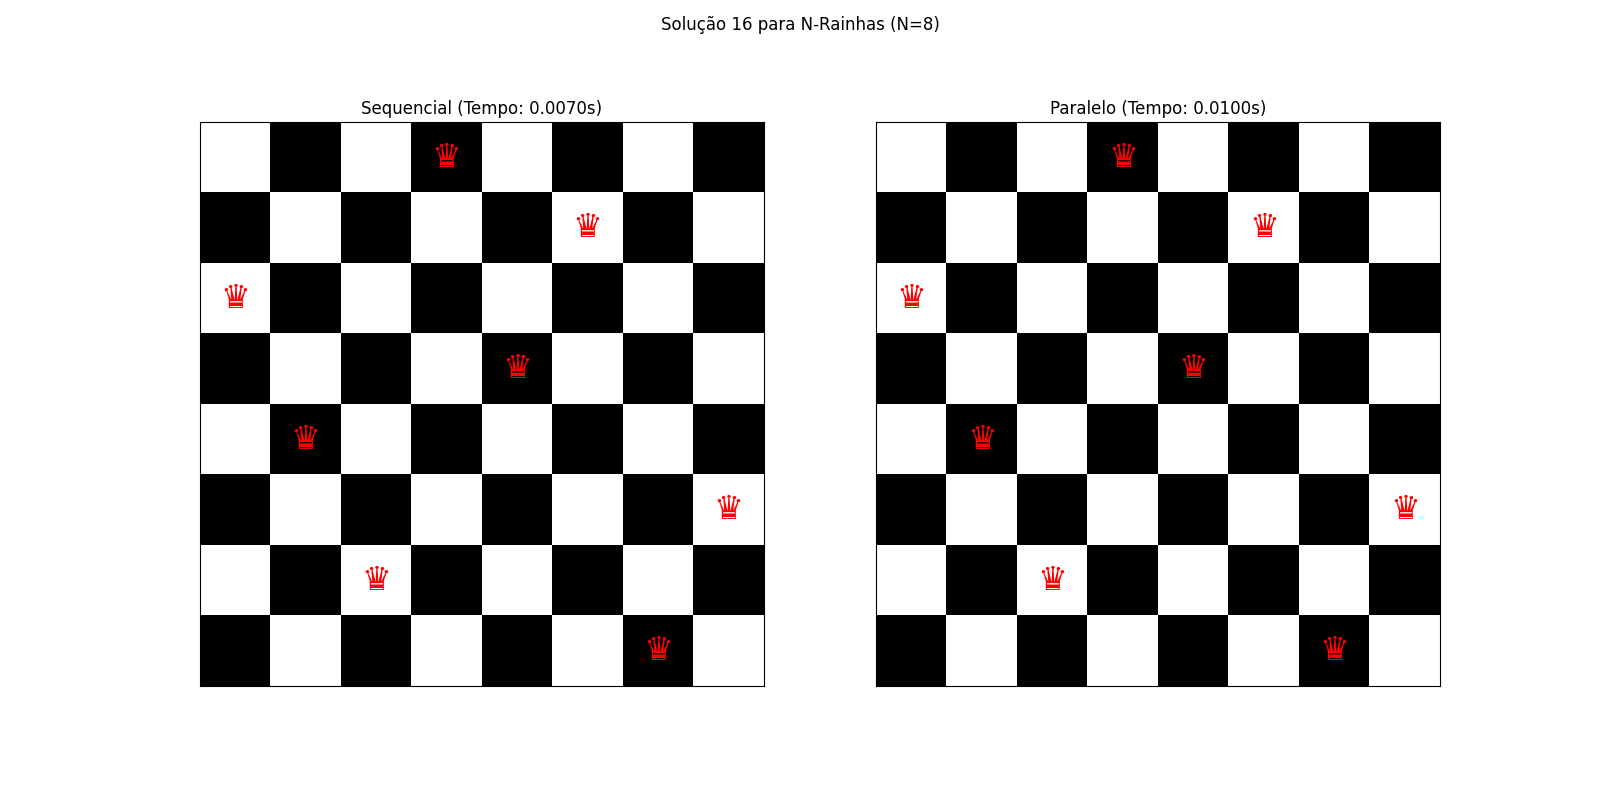 Solução 16 para N-Rainhas (N=8)
Sequencial (Tempo: 0.0070s)
Paralelo (Tempo: 0.0100s)